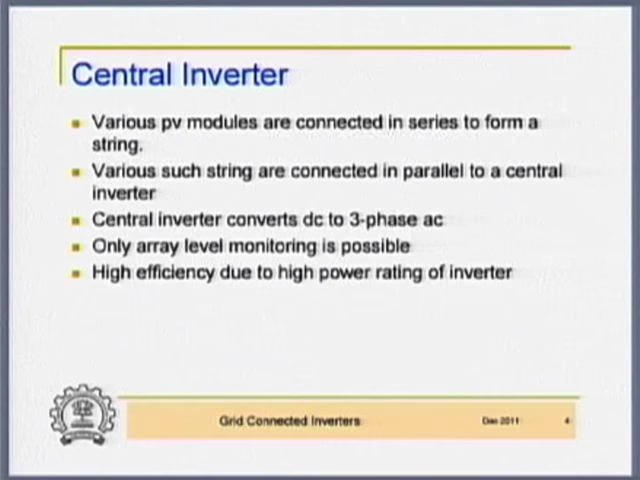 Central Inverter
Various pv modules are connected in series to form a
string.
Various such string are connected in parallel to a central
inverter
Central inverter converts dc to 3-phase ac
Only array level monitoring is possible
High efficiency due to high power rating of inverter
Grid Connected Inverters
Dec 2011
4